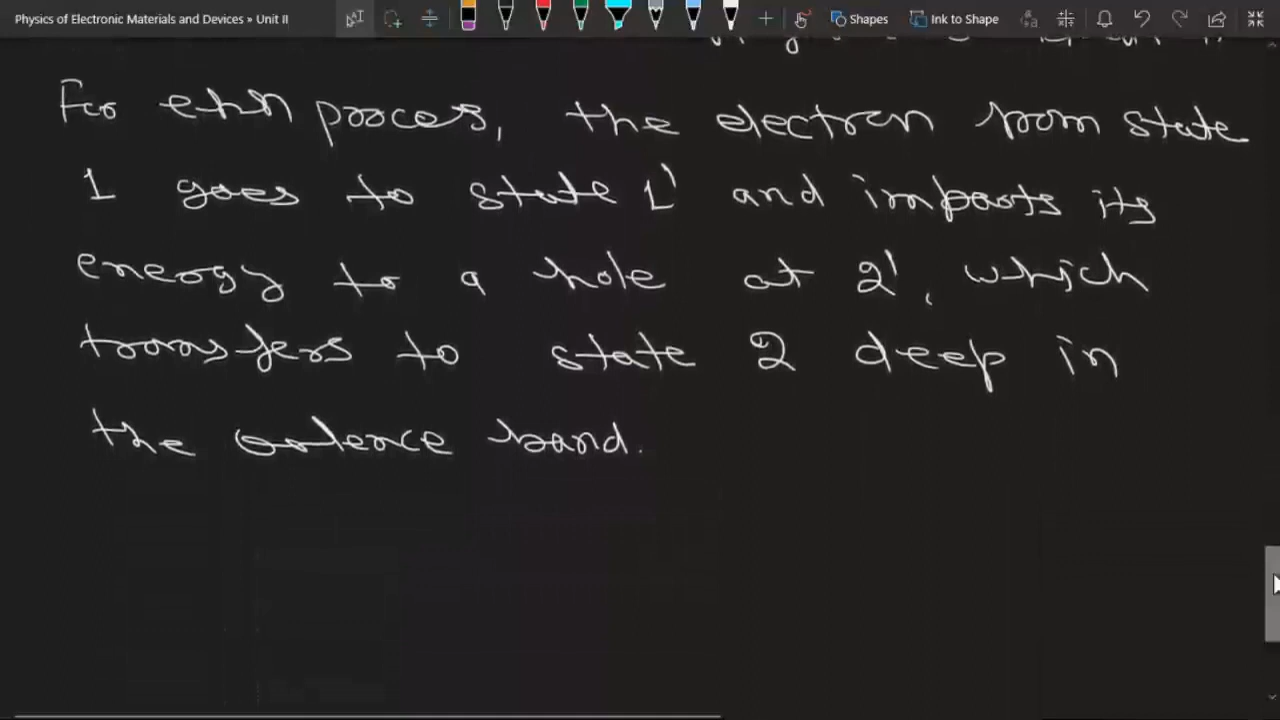 Physics of Electronic Materials and Devices » Unit II
Shapes
Ink to Shape
For ehh process, the electron from state
1 goes to state 1' and imparts its
energy to a hole at 2', which
transfers to state 2 deep in
the valence band.